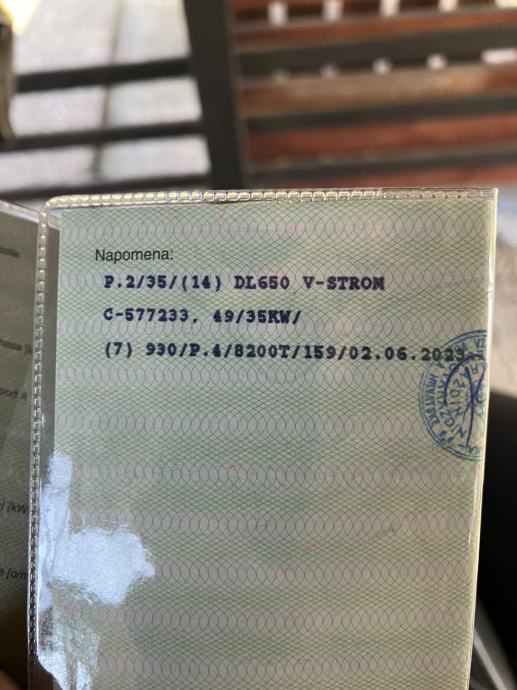 Napomena:
P.2/35/(14) DL650 V-STROM
C-577233, 49/35KW/
(7) 930/P.4/8200T/159/02.06.2023